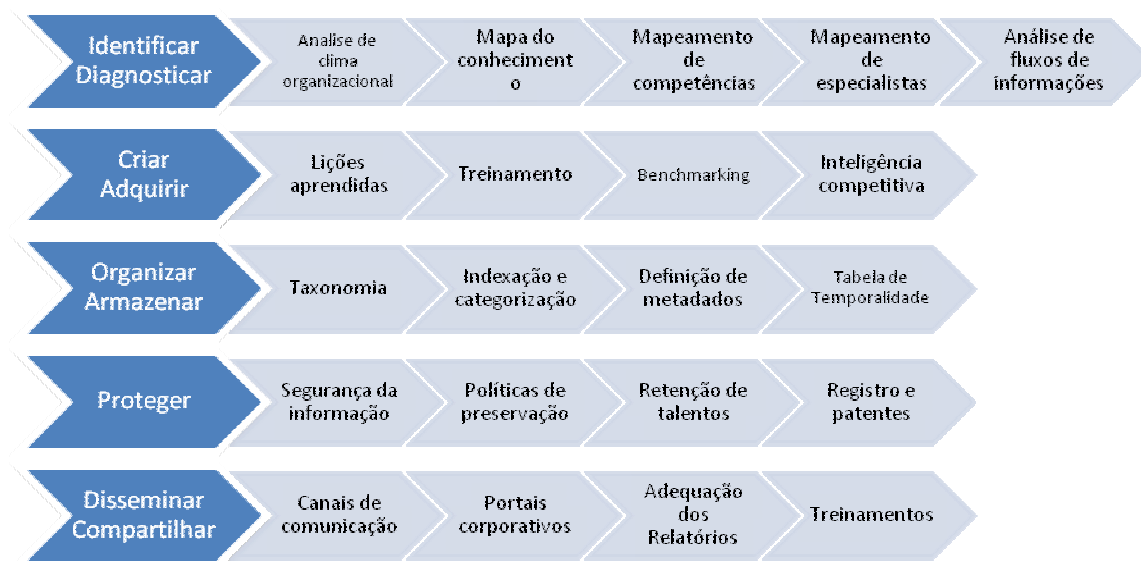 Identificar
Diagnosticar
Analise de
clima
organizacional
Mapa do
conheciment
o
Mapeamento
de
competências
Mapeamento
de
especialistas
Análise de
fluxos de
informações
Criar
Adquirir
Lições
aprendidas
Treinamento
Benchmarking
Inteligência
competitiva
Organizar
Armazenar
Taxonomia
Indexação e
categorização
Definição de
metadados
Tabela de
Temporalidade
Proteger
Segurança da
informação
Políticas de
preservação
Retenção de
talentos
Registro e
patentes
Disseminar
Compartilhar
Canais de
comunicação
Portais
corporativos
Adequação
dos
Relatórios
Treinamentos